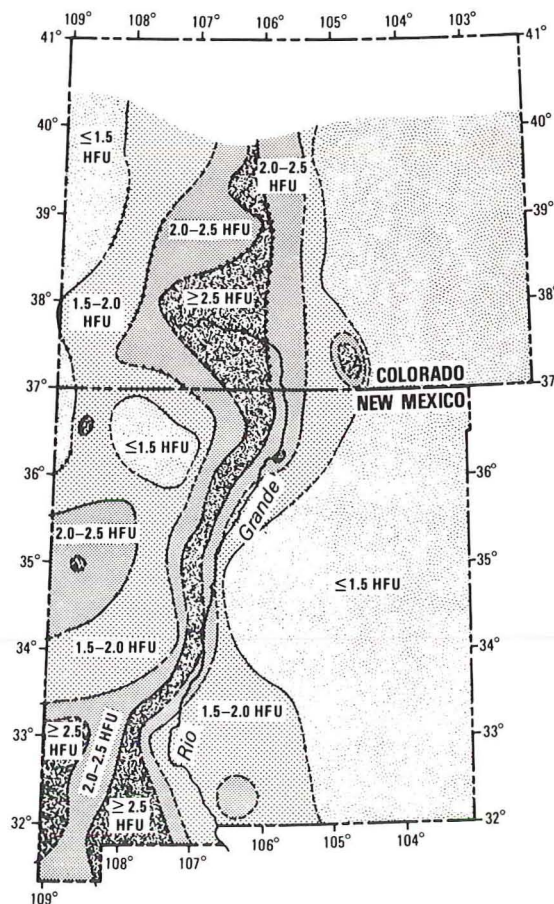 109° 108° 107° 106° 105° 104° 103°
41° 41°
40° 40°
≤1.5
HFU
2.0–2.5
HFU
39° 39°
2.0–2.5 HFU
38° 38°
1.5–2.0
HFU
≥2.5 HFU
37° COLORADO 37°
NEW MEXICO
≤1.5 HFU
36° 36°
Grande
2.0–2.5 HFU
35° 35°
≤1.5 HFU
34° 34°
1.5–2.0 HFU
1.5–2.0 HFU
33° 33°
≥2.5
HFU
2.0–2.5 HFU
Rio
≥2.5
HFU
32° 32°
108° 107° 106° 105° 104°
109°